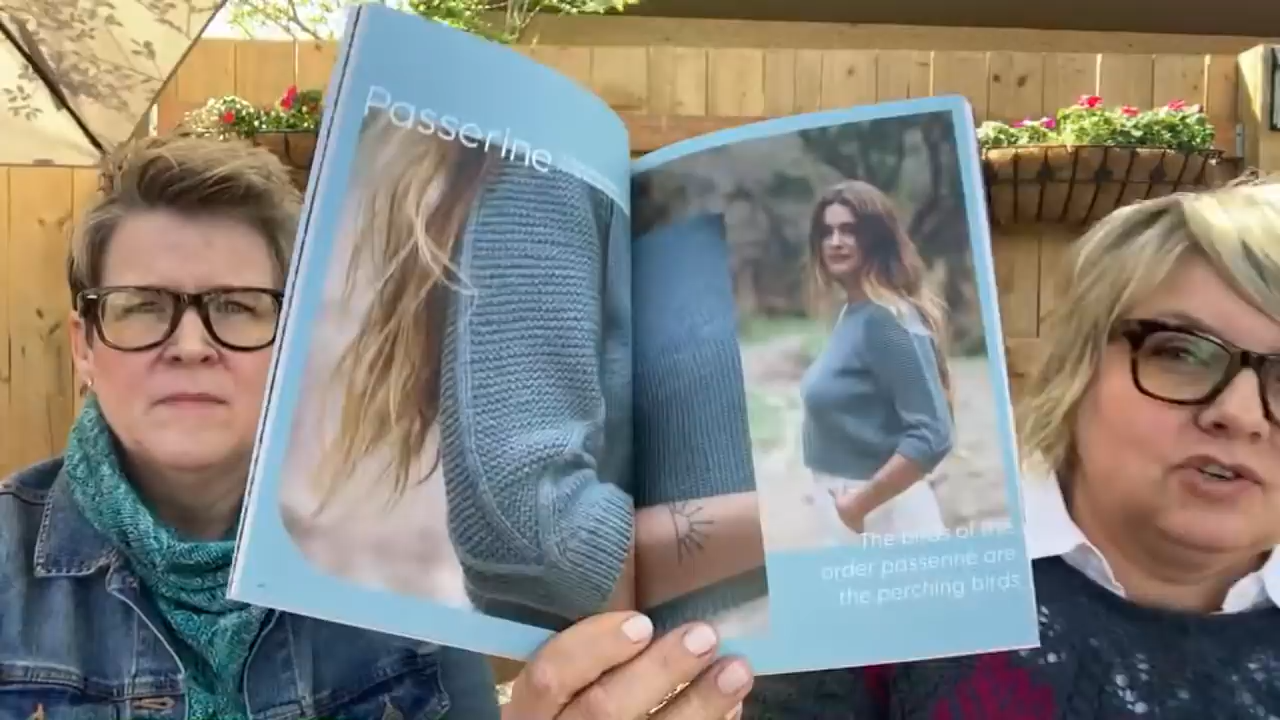 Passerine
The birds of the
order passerine are
the perching birds